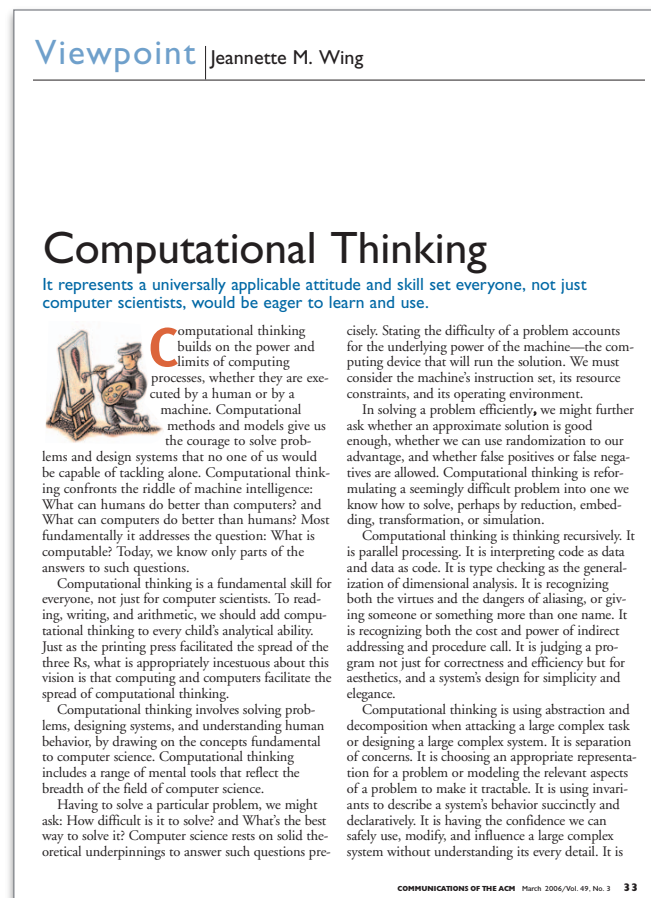 Viewpoint | Jeannette M. Wing
Computational Thinking
It represents a universally applicable attitude and skill set everyone, not just
computer scientists, would be eager to learn and use.
Computational thinking
builds on the power and
limits of computing
processes, whether they are exe-
cuted by a human or by a
machine. Computational
methods and models give us
the courage to solve prob-
lems and design systems that no one of us would
be capable of tackling alone. Computational think-
ing confronts the riddle of machine intelligence:
What can humans do better than computers? and
What can computers do better than humans? Most
fundamentally it addresses the question: What is
computable? Today, we know only parts of the
answers to such questions.
Computational thinking is a fundamental skill for
everyone, not just for computer scientists. To read-
ing, writing, and arithmetic, we should add compu-
tational thinking to every child's analytical ability.
Just as the printing press facilitated the spread of the
three Rs, what is appropriately incestuous about this
vision is that computing and computers facilitate the
spread of computational thinking.
Computational thinking involves solving prob-
lems, designing systems, and understanding human
behavior, by drawing on the concepts fundamental
to computer science. Computational thinking
includes a range of mental tools that reflect the
breadth of the field of computer science.
Having to solve a particular problem, we might
ask: How difficult is it to solve? and What's the best
way to solve it? Computer science rests on solid the-
oretical underpinnings to answer such questions pre-
cisely. Stating the difficulty of a problem accounts
for the underlying power of the machine—the com-
puting device that will run the solution. We must
consider the machine's instruction set, its resource
constraints, and its operating environment.
In solving a problem efficiently, we might further
ask whether an approximate solution is good
enough, whether we can use randomization to our
advantage, and whether false positives or false nega-
tives are allowed. Computational thinking is refor-
mulating a seemingly difficult problem into one we
know how to solve, perhaps by reduction, embed-
ding, transformation, or simulation.
Computational thinking is thinking recursively. It
is parallel processing. It is interpreting code as data
and data as code. It is type checking as the general-
ization of dimensional analysis. It is recognizing
both the virtues and the dangers of aliasing, or giv-
ing someone or something more than one name. It
is recognizing both the cost and power of indirect
addressing and procedure call. It is judging a pro-
gram not just for correctness and efficiency but for
aesthetics, and a system's design for simplicity and
elegance.
Computational thinking is using abstraction and
decomposition when attacking a large complex task
or designing a large complex system. It is separation
of concerns. It is choosing an appropriate representa-
tion for a problem or modeling the relevant aspects
of a problem to make it tractable. It is using invari-
ants to describe a system's behavior succinctly and
declaratively. It is having the confidence we can
safely use, modify, and influence a large complex
system without understanding its every detail. It is
COMMUNICATIONS OF THE ACM March 2006/Vol. 49, No. 3 33